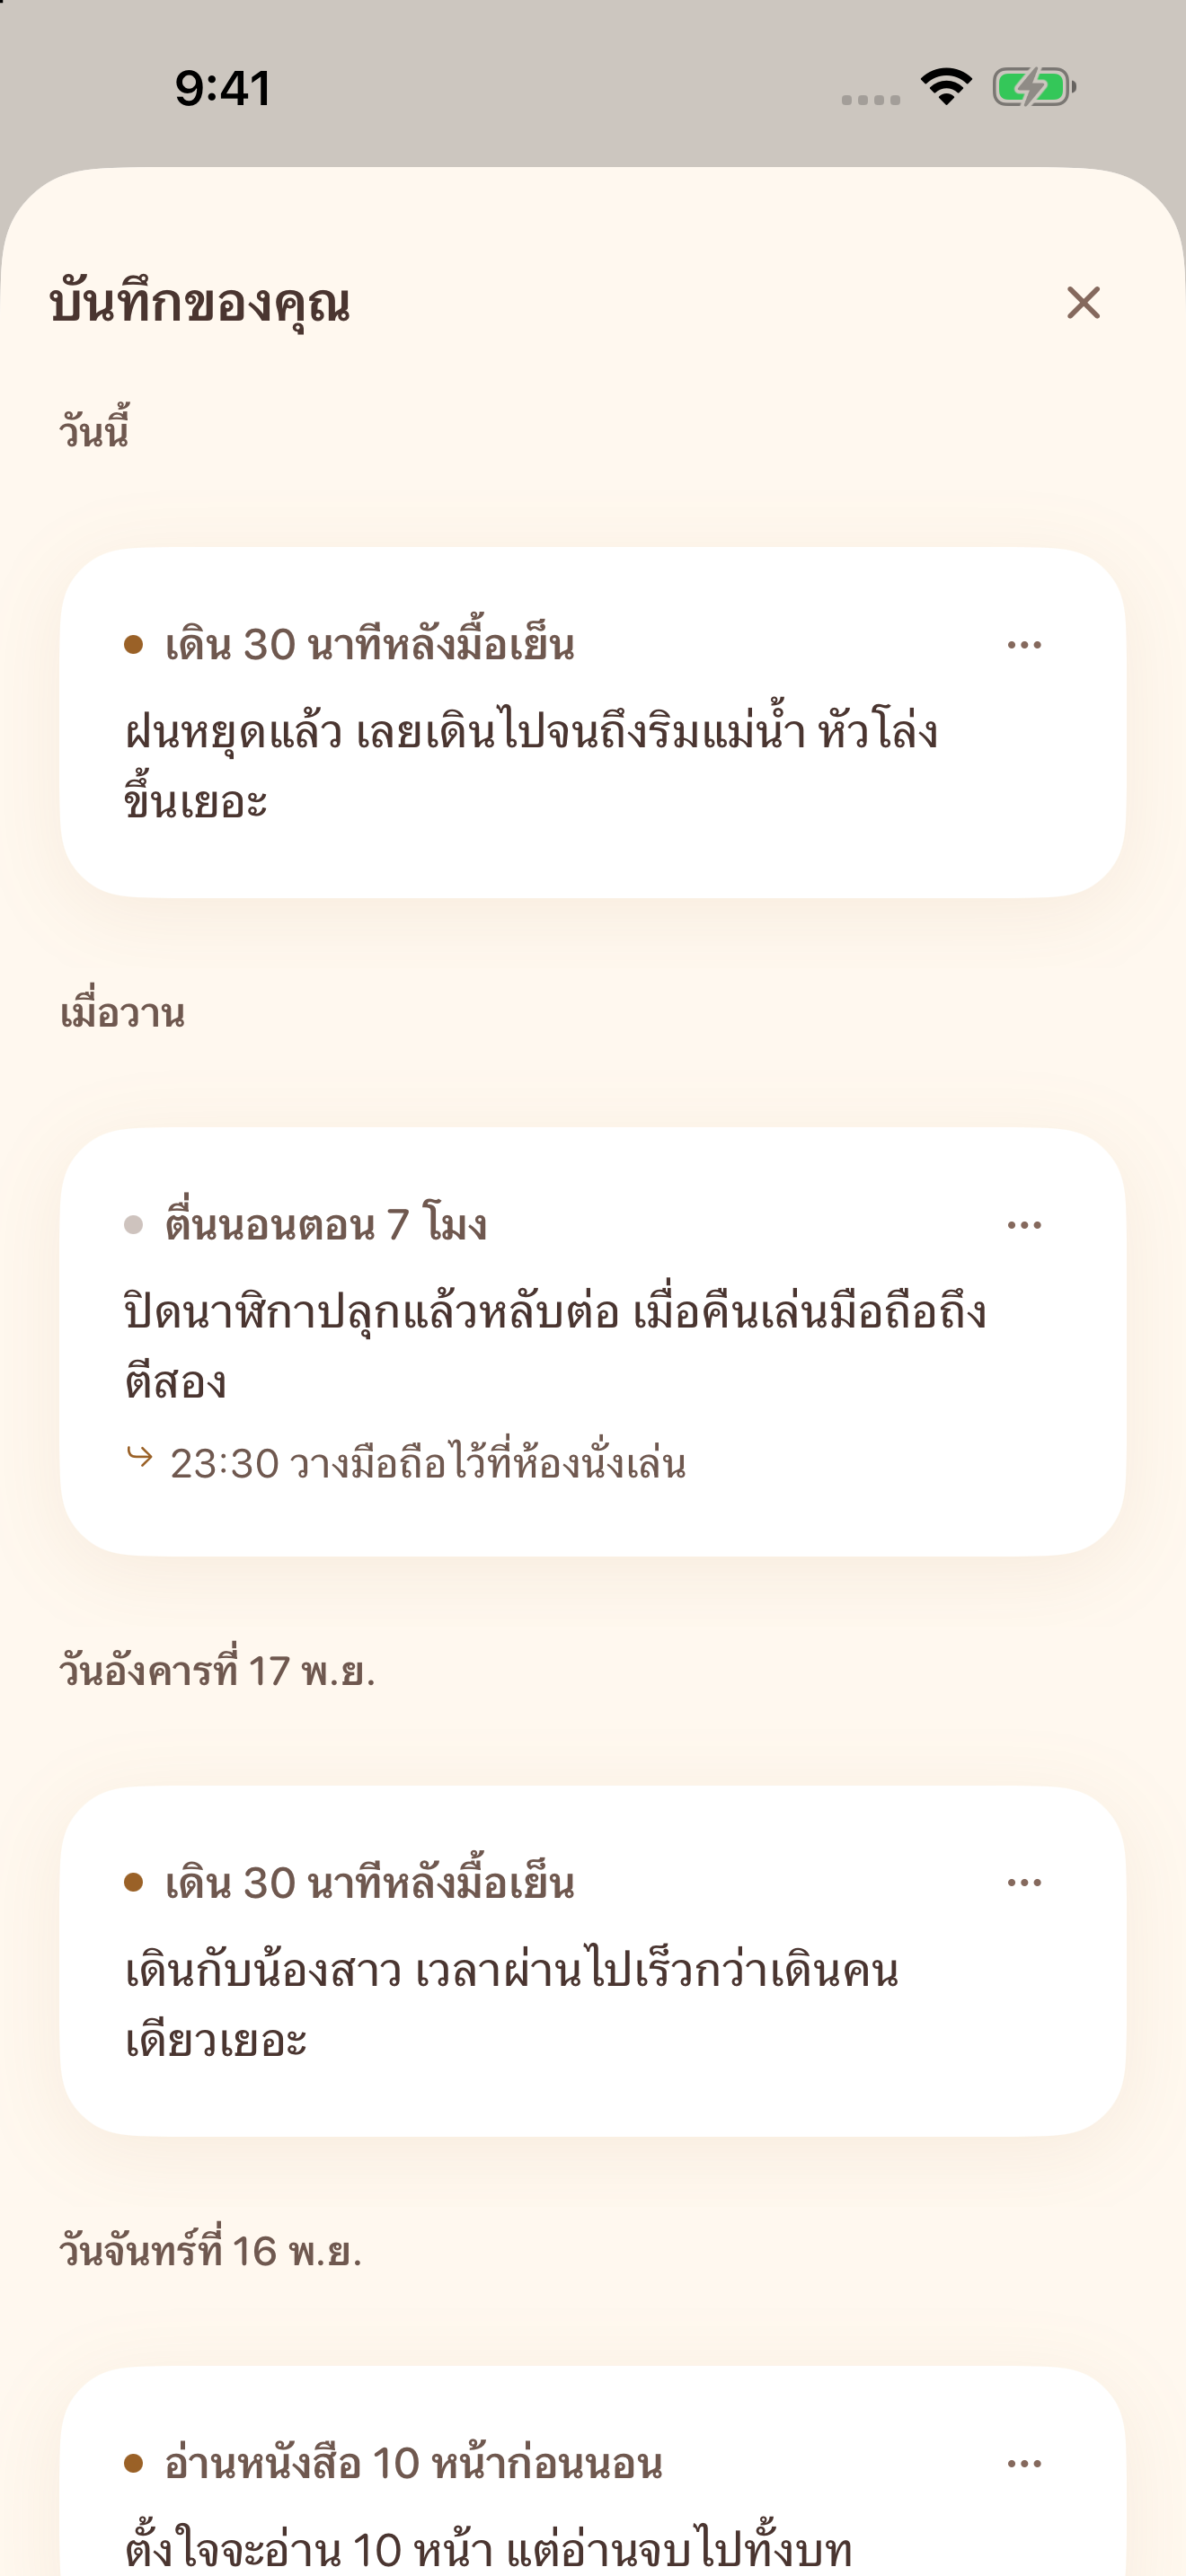 9:41
บันทึกของคุณ
วันนี้
เดิน 30 นาทีหลังมื้อเย็น
ฝนหยุดแล้ว เลยเดินไปจนถึงริมแม่น้ำ หัวโล่ง
ขึ้นเยอะ
เมื่อวาน
ตื่นนอนตอน 7 โมง
ปิดนาฬิกาปลุกแล้วหลับต่อ เมื่อคืนเล่นมือถือถึง
ตีสอง
23:30 วางมือถือไว้ที่ห้องนั่งเล่น
วันอังคารที่ 17 พ.ย.
เดิน 30 นาทีหลังมื้อเย็น
เดินกับน้องสาว เวลาผ่านไปเร็วกว่าเดินคน
เดียวเยอะ
วันจันทร์ที่ 16 พ.ย.
อ่านหนังสือ 10 หน้าก่อนนอน
ตั้งใจจะอ่าน 10 หน้า แต่อ่านจบไปทั้งบท